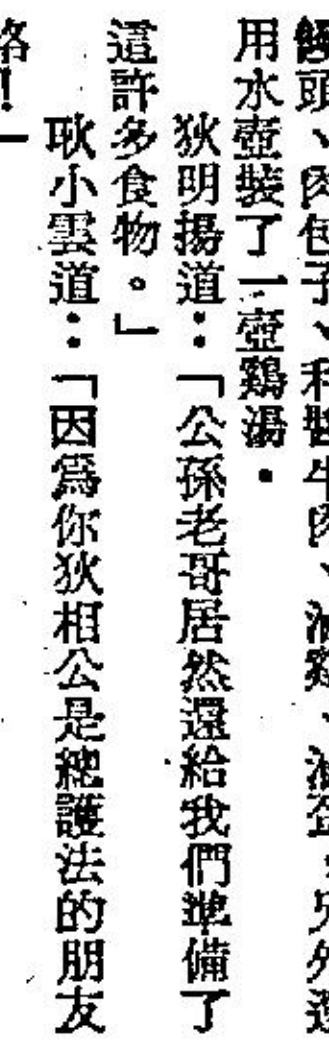 饅頭、肉包子、和醬牛肉、滷雞、滷蛋,另外還
用水壺裝了一壺鷄湯。
狄明揚道:「公孫老哥居然還給我們準備了
這許多食物。」
耿小雲道:「因爲你狄相公是總護法的朋友
咯!」